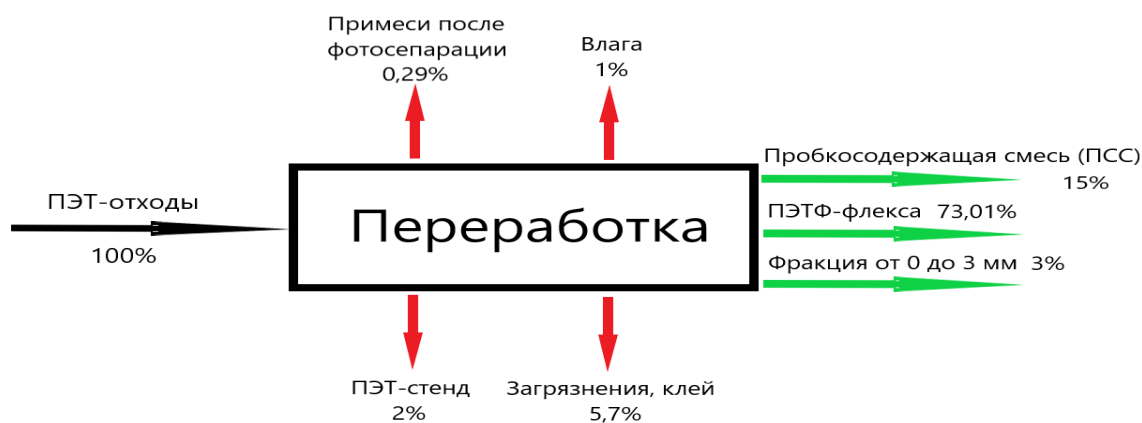 Примеси после
фотосепарации
0,29%
Влага
1%
ПЭТ-отходы
100%
Переработка
Пробкосодержащая смесь (ПСС)
15%
ПЭТФ-флекса 73,01%
Фракция от 0 до 3 мм 3%
ПЭТ-стенд
2%
Загрязнения, клей
5,7%